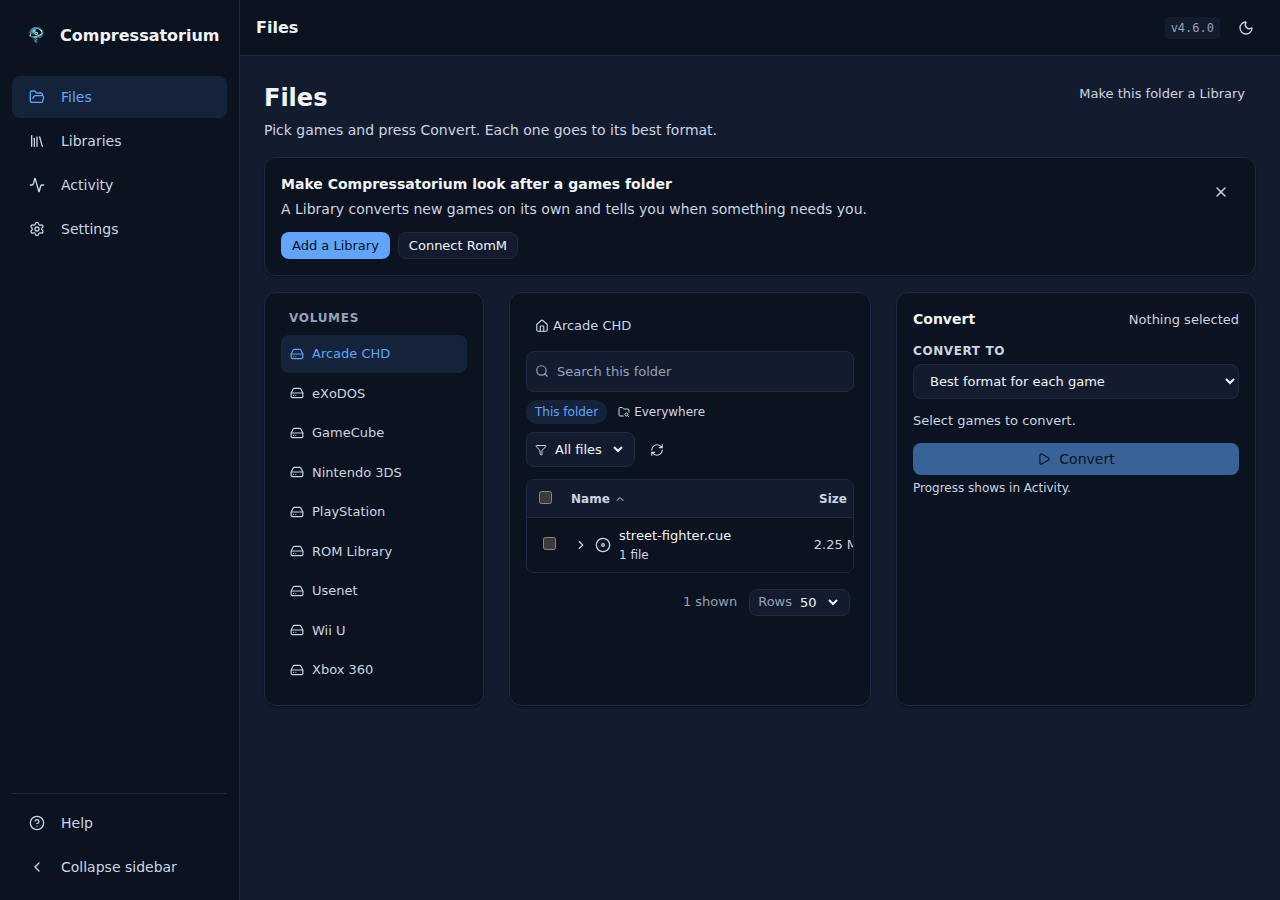 Compressatorium
Files
Libraries
Activity
Settings
Help
Collapse sidebar
Files
v4.6.0
Files
Make this folder a Library
Pick games and press Convert. Each one goes to its best format.
Make Compressatorium look after a games folder
A Library converts new games on its own and tells you when something needs you.
Add a Library
Connect RomM
VOLUMES
Arcade CHD
eXoDOS
GameCube
Nintendo 3DS
PlayStation
ROM Library
Usenet
Wii U
Xbox 360
Arcade CHD
Search this folder
This folder
Everywhere
All files
Name
Size
street-fighter.cue
1 file
2.25 M
1 shown
Rows 50
Convert
Nothing selected
CONVERT TO
Best format for each game
Select games to convert.
Convert
Progress shows in Activity.